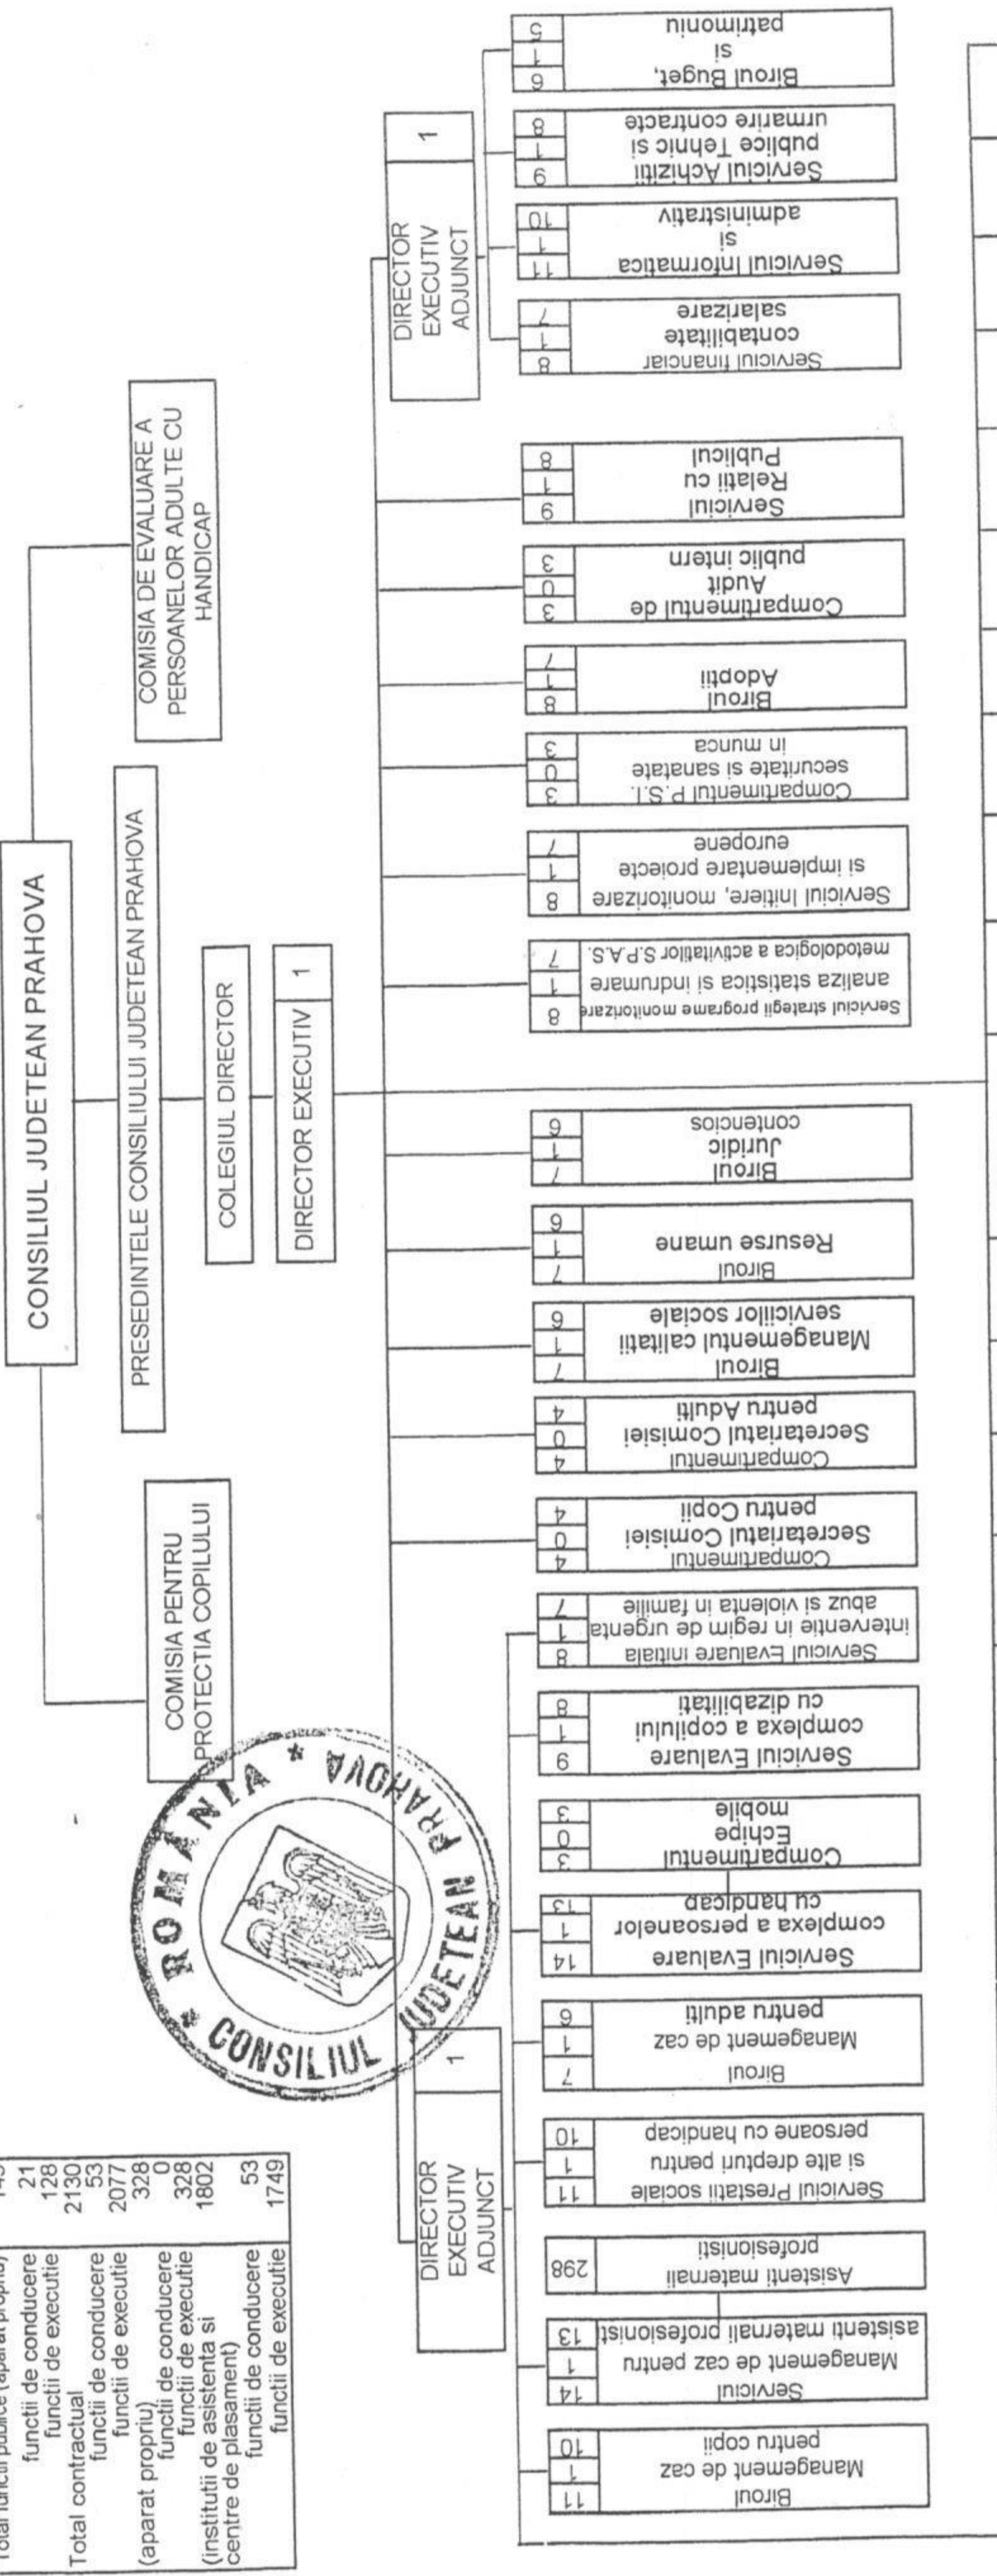 Total functii publice (aparat propriu) 149
functii de conducere 21
functii de executie 128
Total contractual 2130
functii de conducere 53
functii de executie 2077
(aparat propriu) 328
functii de conducere 0
functii de executie 328
(institutii de asistenta si 1802
centre de plasament)
functii de conducere 53
functii de executie 1749
CONSILIUL JUDETEAN PRAHOVA
COMISIA PENTRU
PROTECTIA COPILULUI
PRESEDINTELE CONSILIULUI JUDETEAN PRAHOVA
COMISIA DE EVALUARE A
PERSOANELOR ADULTE CU
HANDICAP
COLEGIUL DIRECTOR
DIRECTOR EXECUTIV 1
* ROMÂNIA * CONSILIUL JUDETEAN PRAHOVA
DIRECTOR
EXECUTIV
ADJUNCT
1
DIRECTOR
EXECUTIV
ADJUNCT
1
Biroul
Management de caz
pentru copii
11 1 10
Serviciul
Management de caz pentru
asistenti maternali profesionisti
14 1 13
Asistenti maternali
profesionisti
298
Serviciul Prestatii sociale
si alte drepturi pentru
persoane cu handicap
11 1 10
Biroul
Management de caz
pentru adulti
7 1 6
Serviciul Evaluare
complexa a persoanelor
cu handicap
14 1 13
Compartimentul
Echipe
mobile
3 0 3
Serviciul Evaluare
complexa a copilului
cu dizabilitati
9 1 8
Serviciul Evaluare initiala
interventie in regim de urgenta
abuz si violenta in familie
8 1 7
Compartimentul
Secretariatul Comisiei
pentru Copii
4 0 4
Compartimentul
Secretariatul Comisiei
pentru Adulti
4 0 4
Biroul
Managementul calitatii
serviciilor sociale
7 1 6
Biroul
Resurse umane
7 1 6
Biroul
Juridic
contencios
7 1 6
Serviciul strategii programe monitorizare
analiza statistica si indrumare
metodologica a activitatilor S.P.A.S.
8 1 7
Serviciul Initiere, monitorizare
si implementare proiecte
europene
8 1 7
Compartimentul P.S.I.
securitate si sanatate
in munca
3 0 3
Biroul
Adoptii
8 1 7
Compartimentul de
Audit
public intern
3 0 3
Serviciul
Relatii cu
Publicul
9 1 8
Serviciul financiar
contabilitate
salarizare
8 1 7
Serviciul Informatica
si
administrativ
11 1 10
Serviciul Achizitii
publice Tehnic si
urmarire contracte
9 1 8
Biroul Buget,
si
patrimoniu
6 1 5